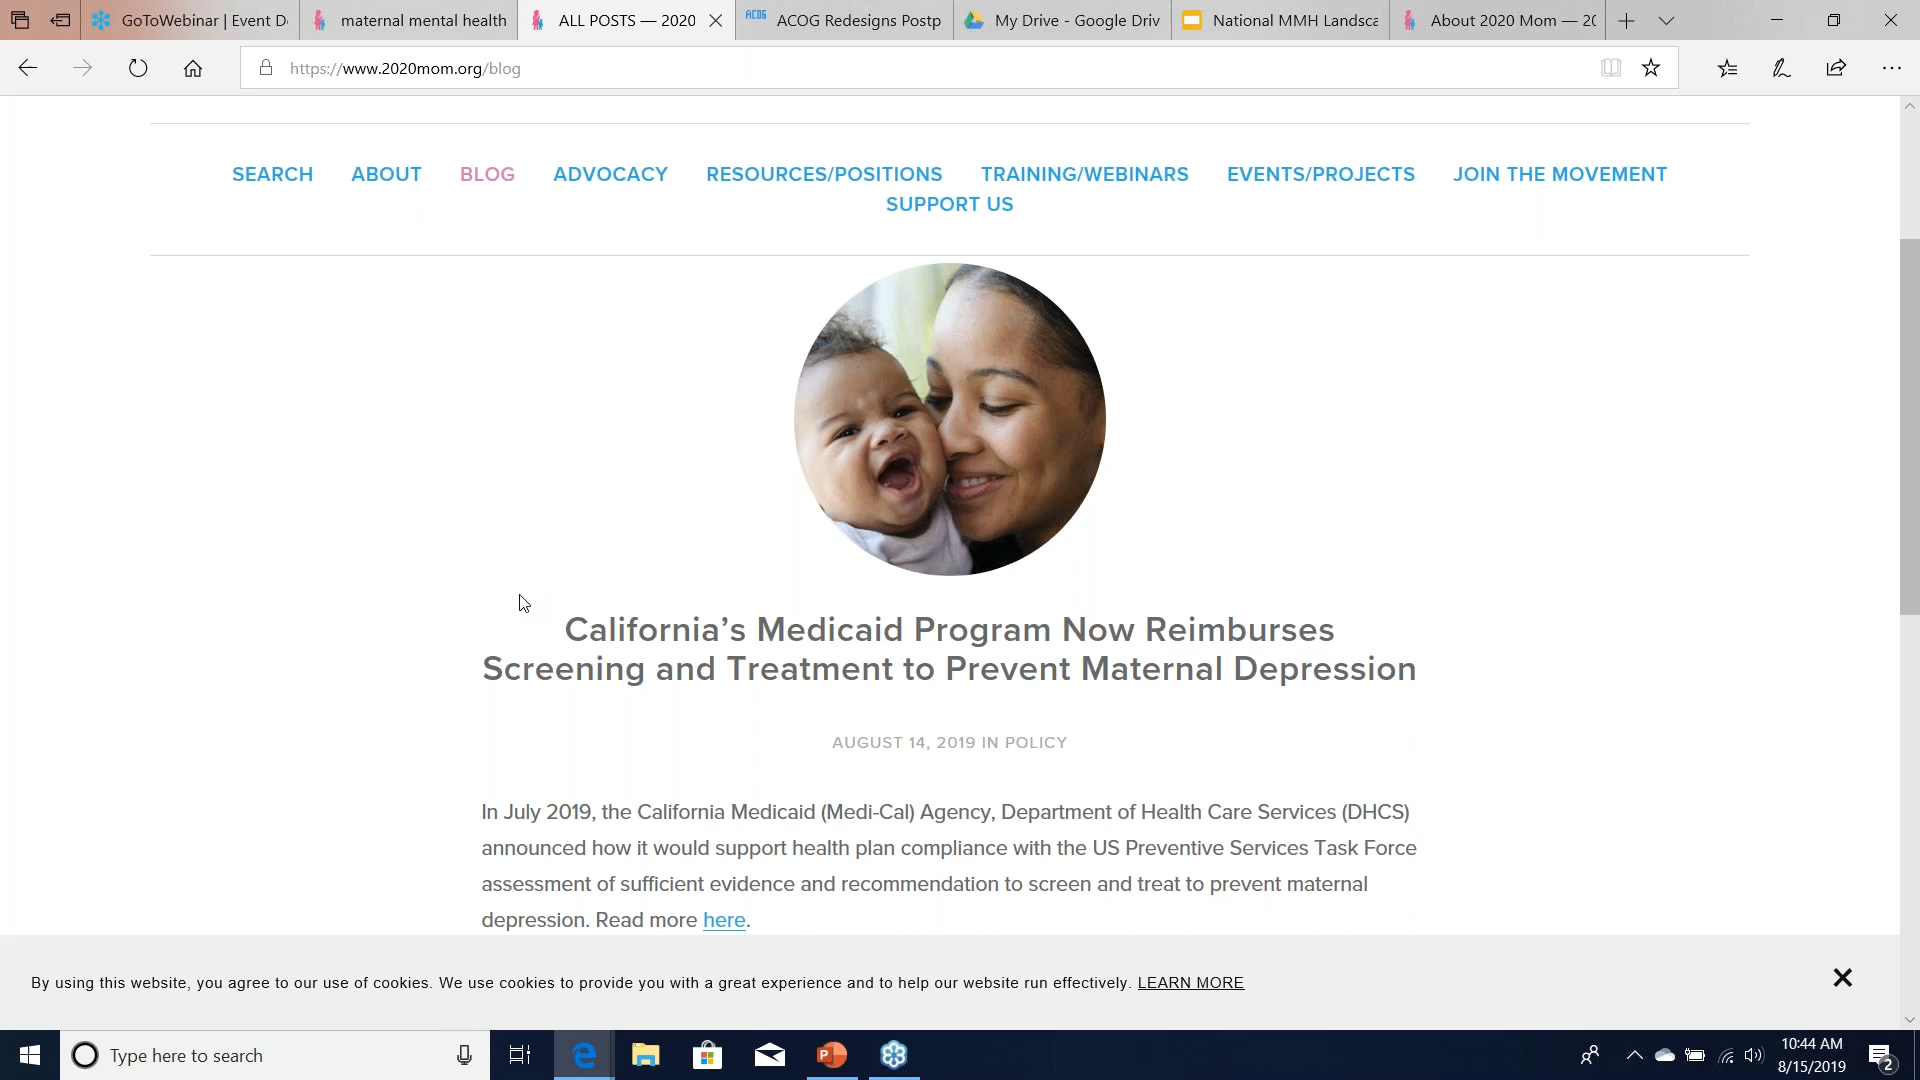 GoToWebinar | Event D
maternal mental health
ALL POSTS — 2020
ACOG
ACOG Redesigns Postp
My Drive - Google Driv
National MMH Landsca
About 2020 Mom — 20
https://www.2020mom.org/blog
SEARCH ABOUT BLOG ADVOCACY RESOURCES/POSITIONS TRAINING/WEBINARS EVENTS/PROJECTS JOIN THE MOVEMENT
SUPPORT US
California’s Medicaid Program Now Reimburses
Screening and Treatment to Prevent Maternal Depression
AUGUST 14, 2019 IN POLICY
In July 2019, the California Medicaid (Medi-Cal) Agency, Department of Health Care Services (DHCS)
announced how it would support health plan compliance with the US Preventive Services Task Force
assessment of sufficient evidence and recommendation to screen and treat to prevent maternal
depression. Read more here.
By using this website, you agree to our use of cookies. We use cookies to provide you with a great experience and to help our website run effectively. LEARN MORE
Type here to search
10:44 AM
8/15/2019
2